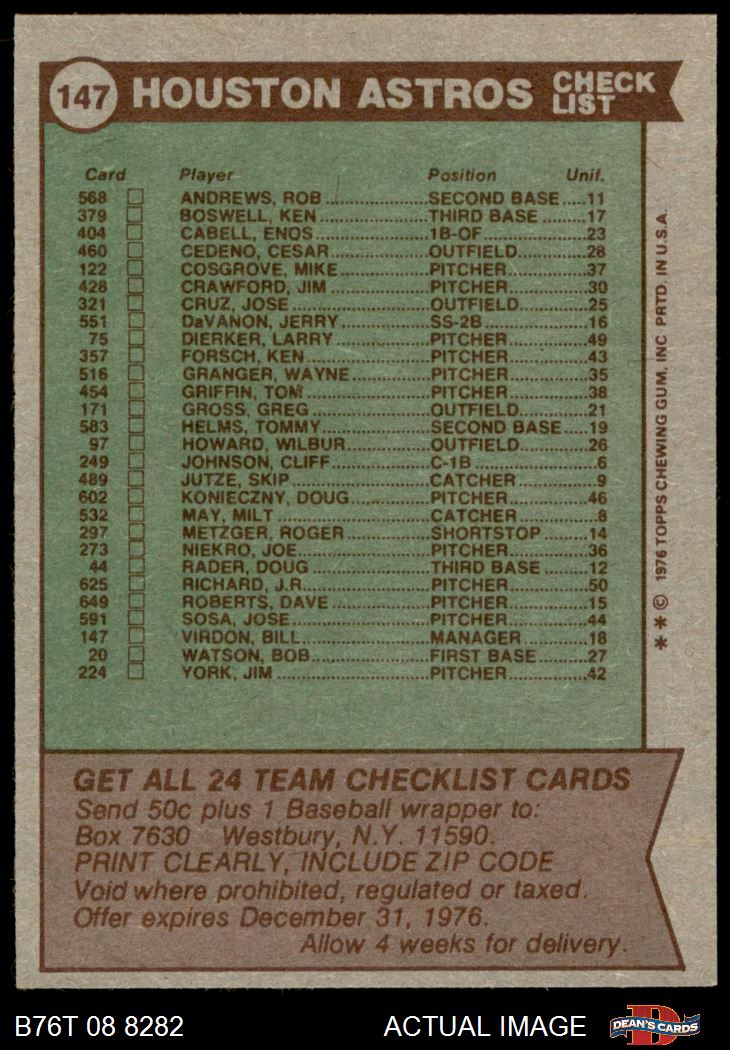 147 HOUSTON ASTROS CHECK LIST
Card Player Position Unif.
568 ANDREWS, ROB SECOND BASE 11
379 BOSWELL, KEN THIRD BASE 17
404 CABELL, ENOS 1B-OF 23
460 CEDENO, CESAR OUTFIELD 28
122 COSGROVE, MIKE PITCHER 37
428 CRAWFORD, JIM PITCHER 30
321 CRUZ, JOSE OUTFIELD 25
551 DaVANON, JERRY SS-2B 16
75 DIERKER, LARRY PITCHER 49
357 FORSCH, KEN PITCHER 43
516 GRANGER, WAYNE PITCHER 35
454 GRIFFIN, TOM PITCHER 38
171 GROSS, GREG OUTFIELD 21
583 HELMS, TOMMY SECOND BASE 19
97 HOWARD, WILBUR OUTFIELD 26
249 JOHNSON, CLIFF C-1B 6
489 JUTZE, SKIP CATCHER 9
602 KONIECZNY, DOUG PITCHER 46
532 MAY, MILT CATCHER 8
297 METZGER, ROGER SHORTSTOP 14
273 NIEKRO, JOE PITCHER 36
44 RADER, DOUG THIRD BASE 12
625 RICHARD, J.R. PITCHER 50
649 ROBERTS, DAVE PITCHER 15
591 SOSA, JOSE PITCHER 44
147 VIRDON, BILL MANAGER 18
20 WATSON, BOB FIRST BASE 27
224 YORK, JIM PITCHER 42
* * © 1976 TOPPS CHEWING GUM, INC PRTD. IN U.S.A.
GET ALL 24 TEAM CHECKLIST CARDS
Send 50c plus 1 Baseball wrapper to:
Box 7630 Westbury, N.Y. 11590.
PRINT CLEARLY, INCLUDE ZIP CODE
Void where prohibited, regulated or taxed.
Offer expires December 31, 1976.
Allow 4 weeks for delivery.
B76T 08 8282 ACTUAL IMAGE D DEAN'S CARDS